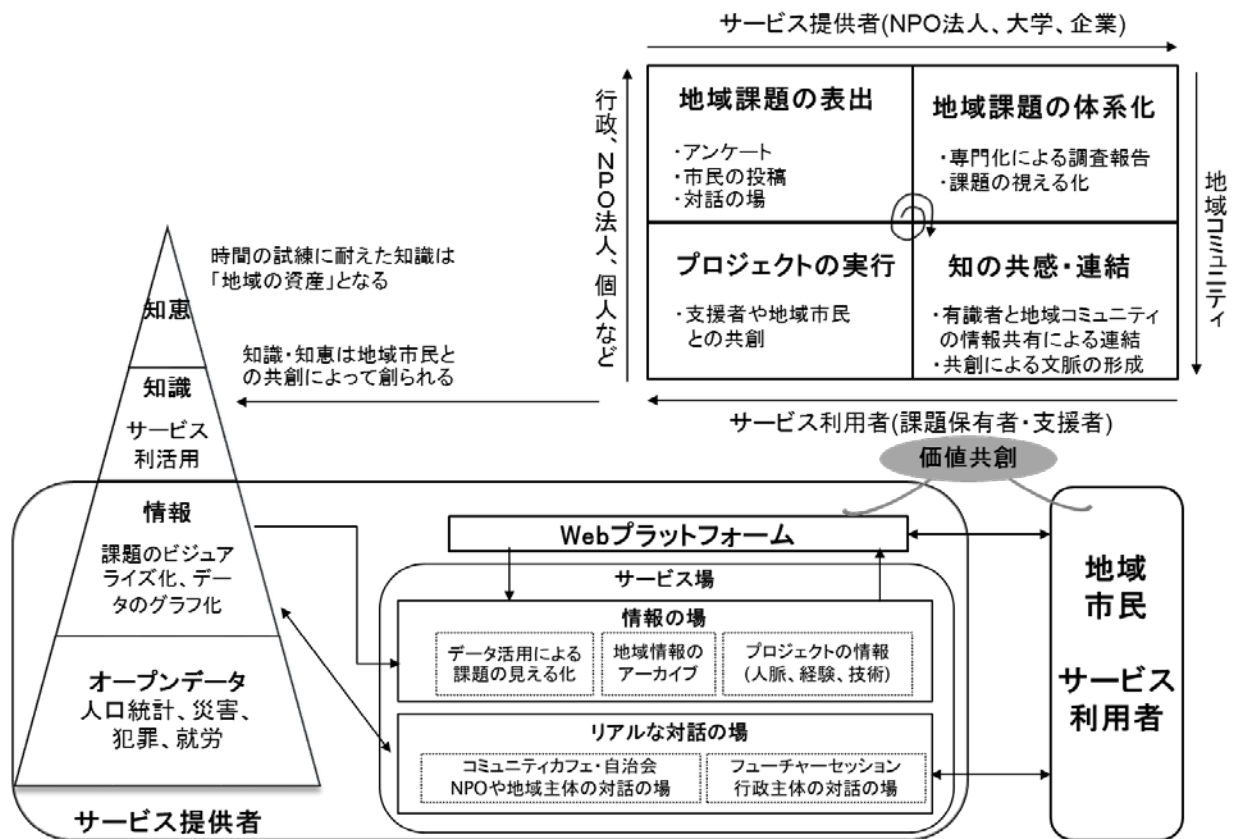 サービス提供者(NPO法人、大学、企業)
行政、NPO法人、個人など
地域課題の表出
・アンケート
・市民の投稿
・対話の場
地域課題の体系化
・専門化による調査報告
・課題の視える化
地域コミュニティ
プロジェクトの実行
・支援者や地域市民
との共創
知の共感・連結
・有識者と地域コミュニティ
の情報共有による連結
・共創による文脈の形成
サービス利用者(課題保有者・支援者)
時間の試練に耐えた知識は
「地域の資産」となる
知識・知恵は地域市民と
の共創によって創られる
知恵
知識
サービス
利活用
情報
課題のビジュア
ライズ化、デー
タのグラフ化
オープンデータ
人口統計、災害、
犯罪、就労
サービス提供者
価値共創
Webプラットフォーム
サービス場
情報の場
データ活用による
課題の見える化
地域情報の
アーカイブ
プロジェクトの情報
(人脈、経験、技術)
リアルな対話の場
コミュニティカフェ・自治会
NPOや地域主体の対話の場
フューチャーセッション
行政主体の対話の場
地域
市民
サービス
利用者